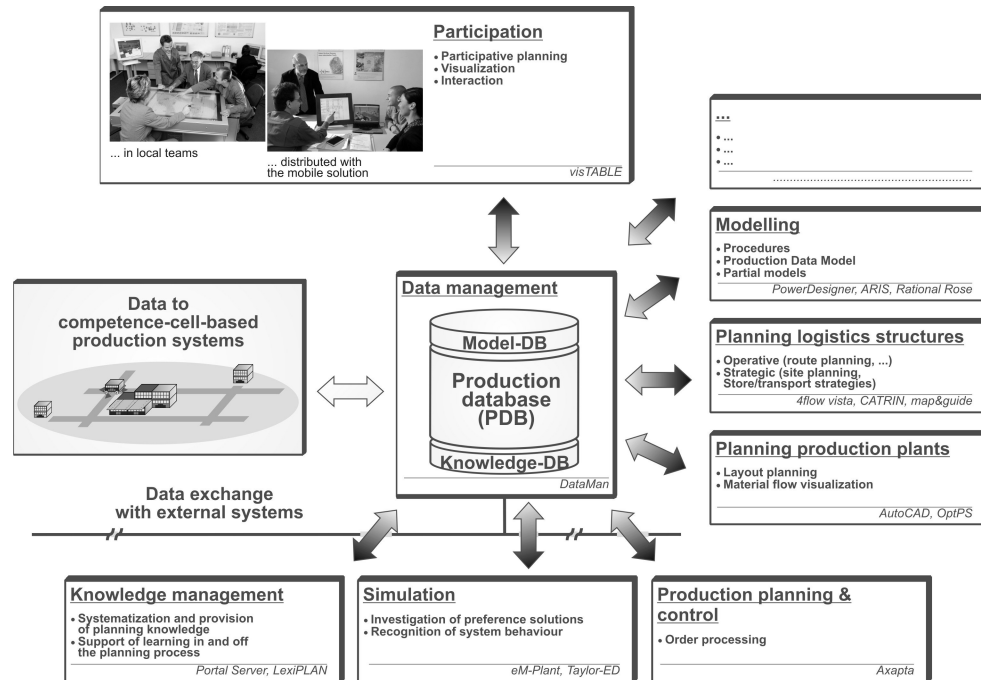 Participation
• Participative planning
• Visualization
• Interaction
... in local teams
... distributed with
the mobile solution
visTABLE
...
• ...
• ...
• ...
Modelling
• Procedures
• Production Data Model
• Partial models
PowerDesigner, ARIS, Rational Rose
Data management
Model-DB
Production
database
(PDB)
Knowledge-DB
DataMan
Data to
competence-cell-based
production systems
Planning logistics structures
• Operative (route planning, ...)
• Strategic (site planning,
Store/transport strategies)
4flow vista, CATRIN, map&guide
Planning production plants
• Layout planning
• Material flow visualization
AutoCAD, OptPS
Data exchange
with external systems
Knowledge management
• Systematization and provision
of planning knowledge
• Support of learning in and off
the planning process
Portal Server, LexiPLAN
Simulation
• Investigation of preference solutions
• Recognition of system behaviour
eM-Plant, Taylor-ED
Production planning &
control
• Order processing
Axapta